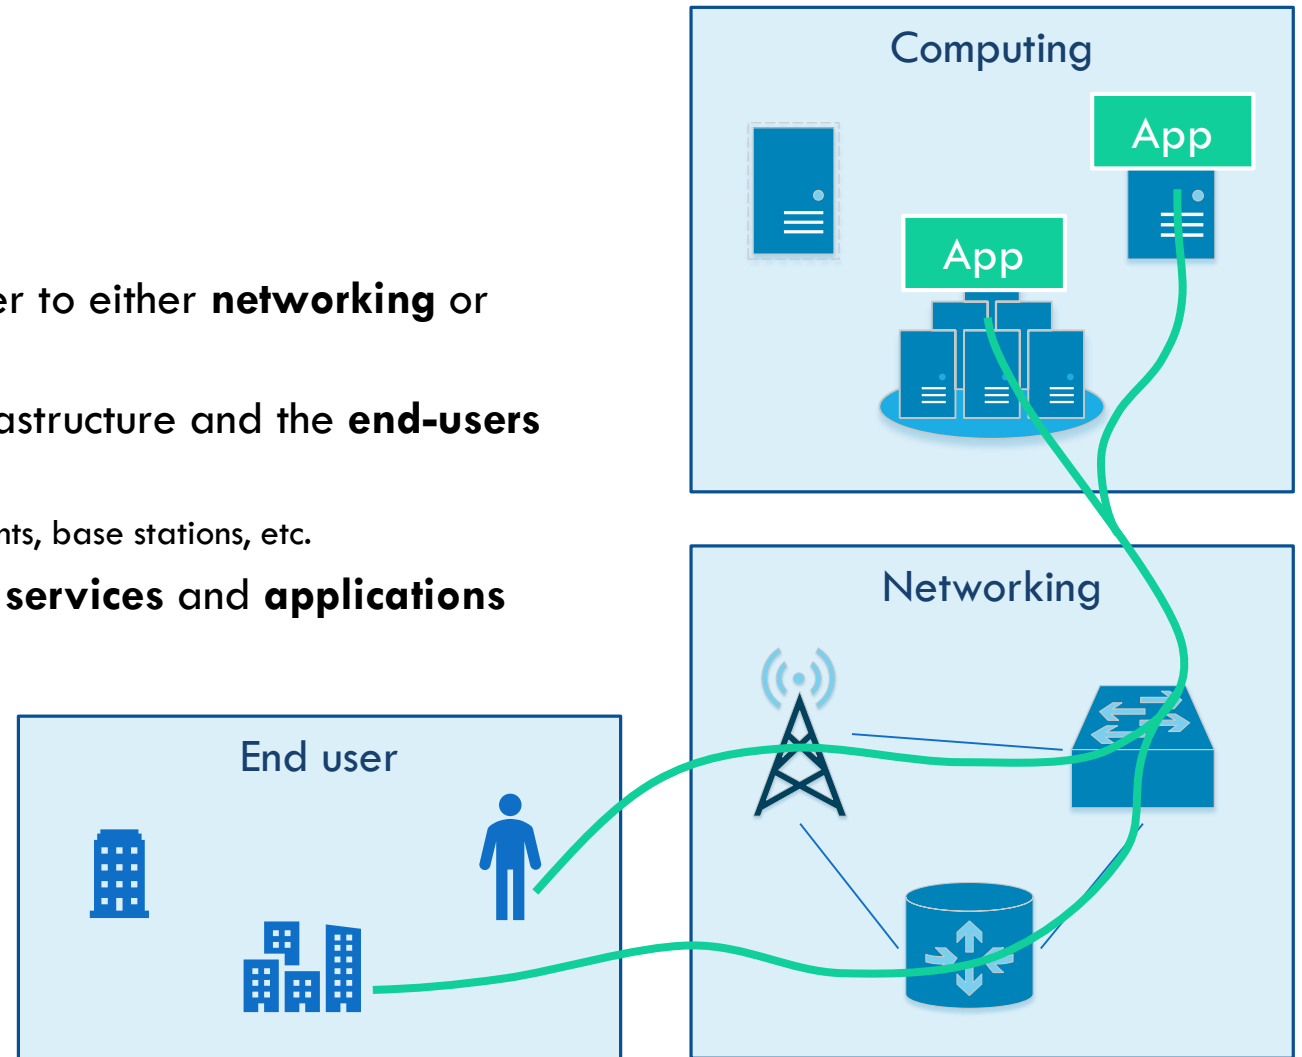 er to either networking or
astructure and the end-users
nts, base stations, etc.
services and applications
Computing
App
App
Networking
End user